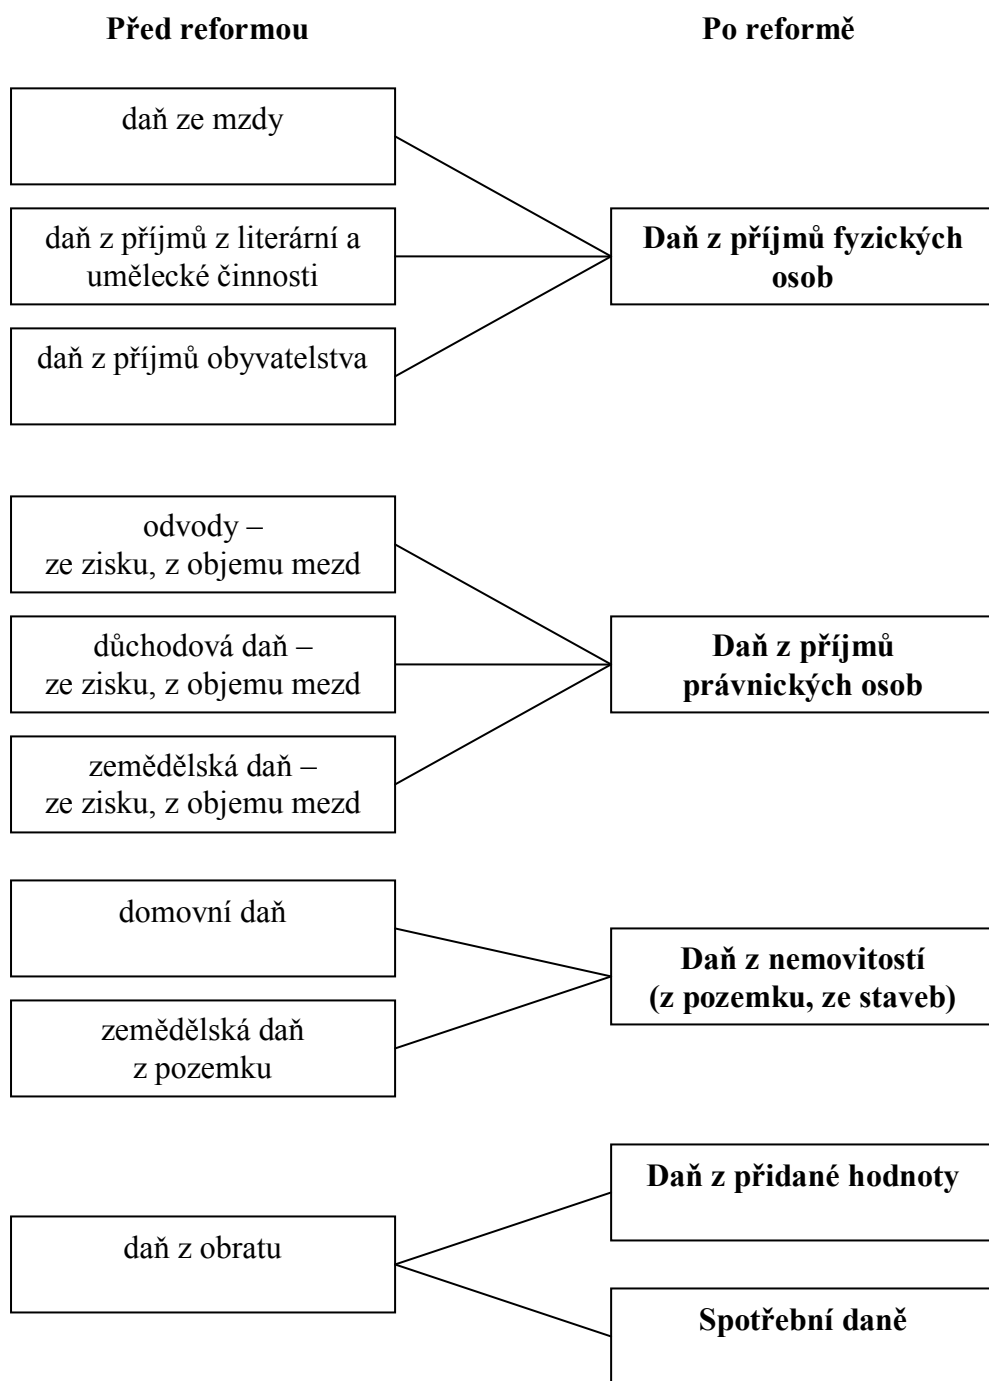 Před reformou
Po reformě
daň ze mzdy
daň z příjmů z literární a
umělecké činnosti
daň z příjmů obyvatelstva
Daň z příjmů fyzických
osob
odvody –
ze zisku, z objemu mezd
důchodová daň –
ze zisku, z objemu mezd
zemědělská daň –
ze zisku, z objemu mezd
Daň z příjmů
právnických osob
domovní daň
zemědělská daň
z pozemku
Daň z nemovitostí
(z pozemku, ze staveb)
daň z obratu
Daň z přidané hodnoty
Spotřební daně